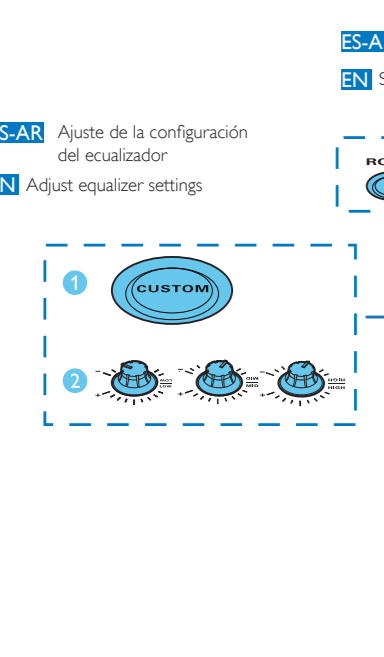 ES-A
EN S
S-AR Ajuste de la configuración
del ecualizador
N Adjust equalizer settings
RO
1
CUSTOM
2
- + LOW
- + MID
- + HIGH